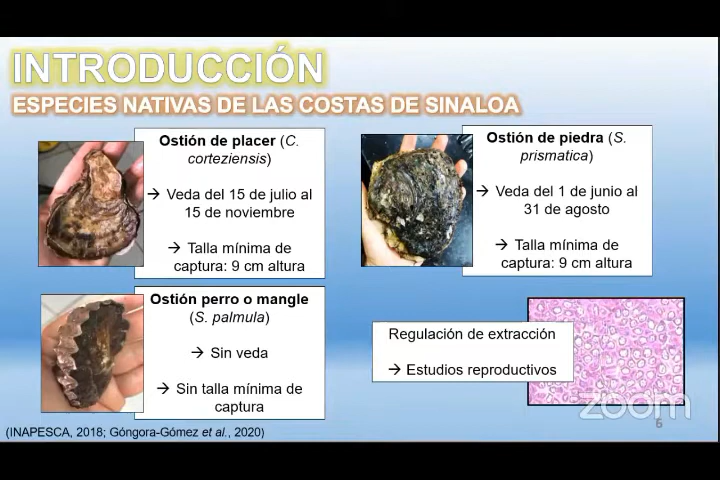 INTRODUCCIÓN
ESPECIES NATIVAS DE LAS COSTAS DE SINALOA
Ostión de placer (C.
corteziensis)
→ Veda del 15 de julio al
15 de noviembre
→ Talla mínima de
captura: 9 cm altura
Ostión de piedra (S.
prismatica)
→ Veda del 1 de junio al
31 de agosto
→ Talla mínima de
captura: 9 cm altura
Ostión perro o mangle
(S. palmula)
→ Sin veda
→ Sin talla mínima de
captura
Regulación de extracción
→ Estudios reproductivos
(INAPESCA, 2018; Góngora-Gómez et al., 2020)
zoom
6